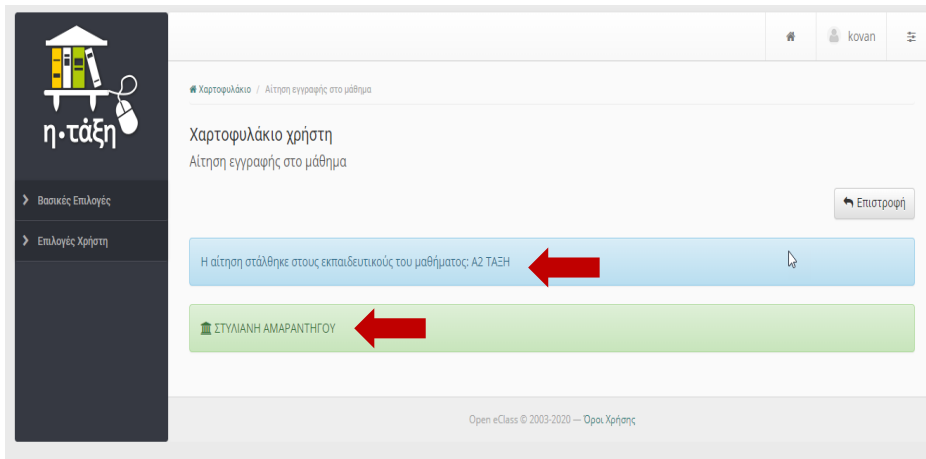 kovan
η•τάξη
Χαρτοφυλάκιο / Αίτηση εγγραφής στο μάθημα
Χαρτοφυλάκιο χρήστη
Αίτηση εγγραφής στο μάθημα
Βασικές Επιλογές
Επιστροφή
Επιλογές Χρήστη
Η αίτηση στάλθηκε στους εκπαιδευτικούς του μαθήματος: Α2 ΤΑΞΗ
ΣΤΥΛΙΑΝΗ ΑΜΑΡΑΝΤΗΓΟΥ
Open eClass © 2003-2020 — Όροι Χρήσης